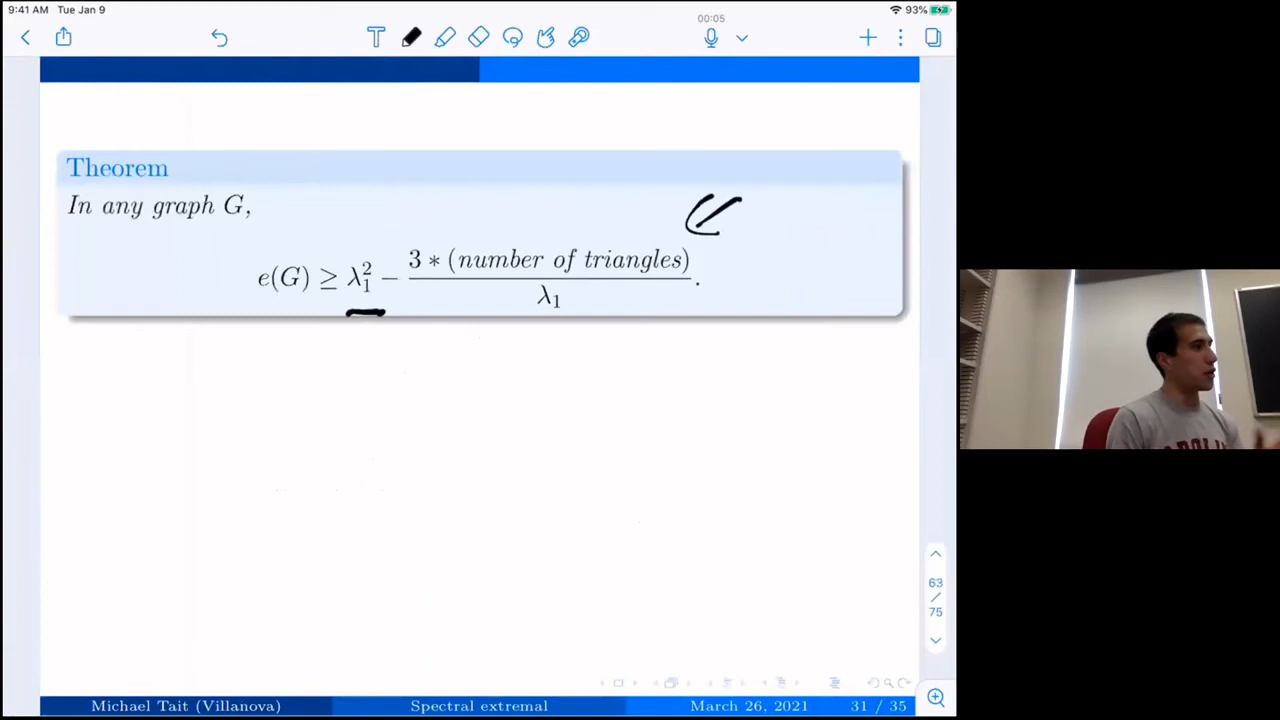 9:41 AM Tue Jan 9
93%
00:05
Theorem
In any graph G,
e(G) ≥ λ₁² − 3 * (number of triangles) / λ₁ .
63
/
75
Michael Tait (Villanova) Spectral extremal March 26, 2021 31 / 35